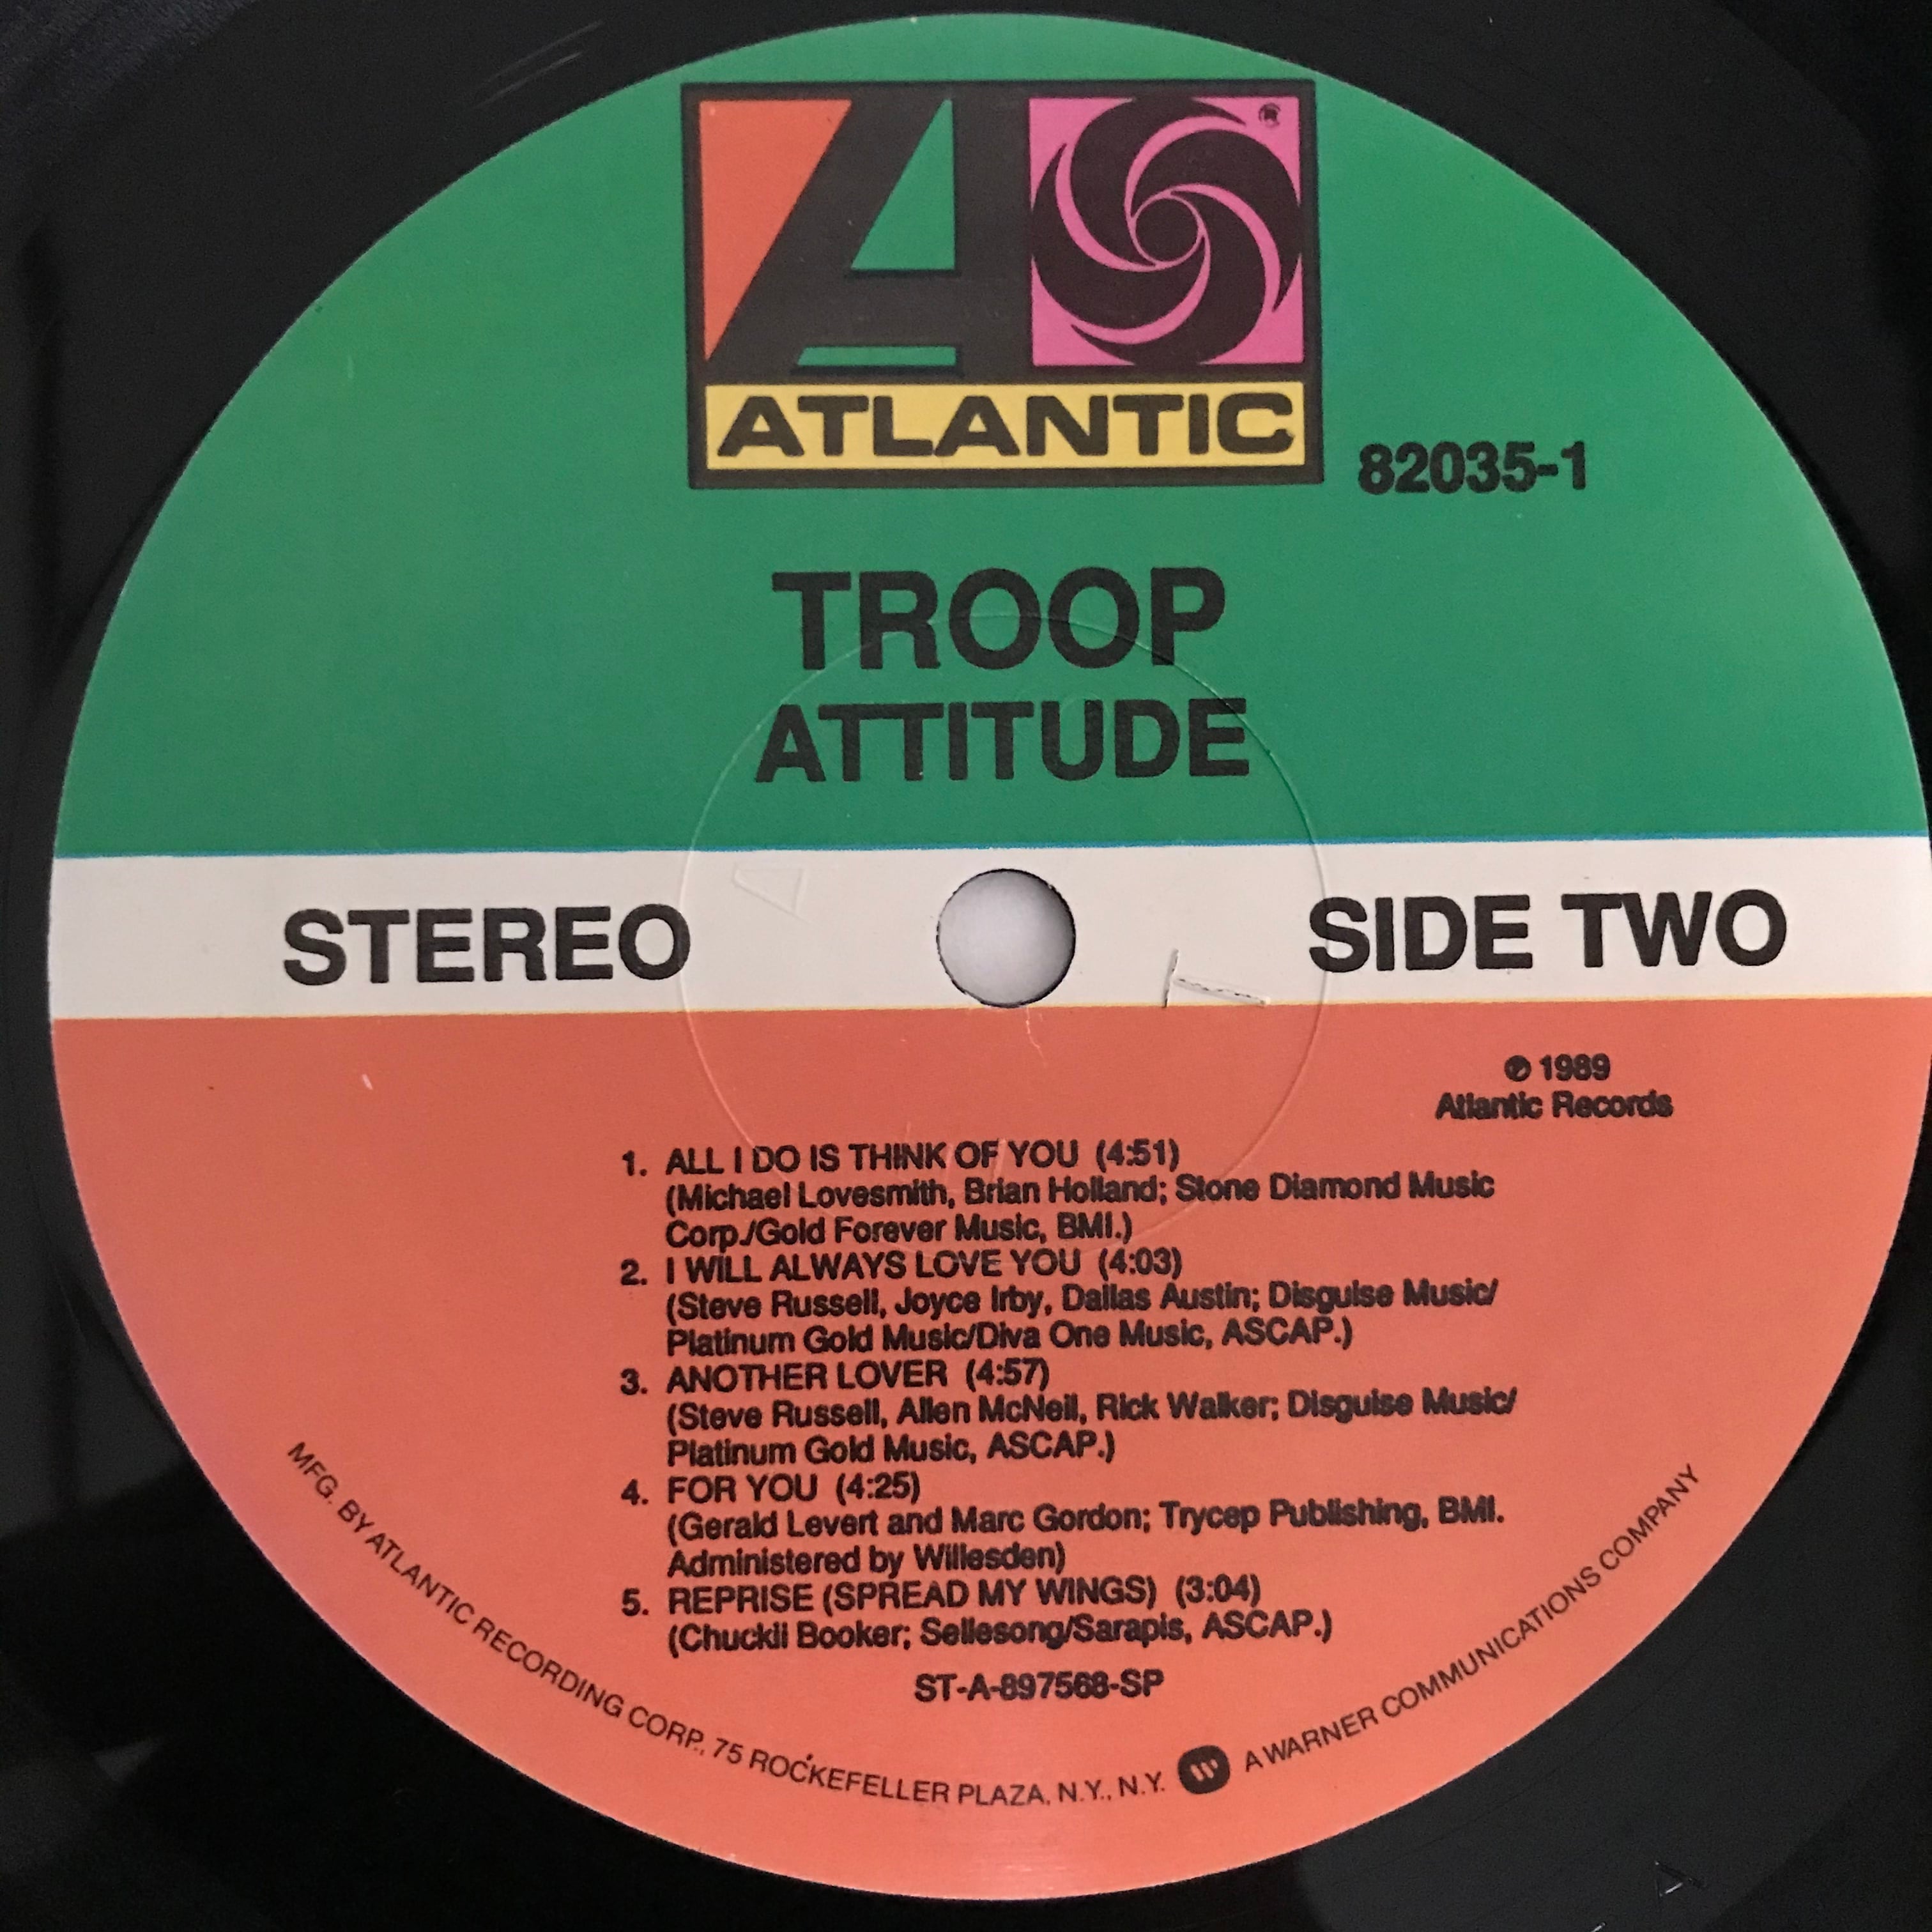 ®
ATLANTIC
82035-1
TROOP
ATTITUDE
STEREO
SIDE TWO
℗ 1989
Atlantic Records
1. ALL I DO IS THINK OF YOU (4:51)
(Michael Lovesmith, Brian Holland; Stone Diamond Music
Corp./Gold Forever Music, BMI.)
2. I WILL ALWAYS LOVE YOU (4:03)
(Steve Russell, Joyce Irby, Dallas Austin; Disguise Music/
Platinum Gold Music/Diva One Music, ASCAP.)
3. ANOTHER LOVER (4:57)
(Steve Russell, Allen McNeil, Rick Walker; Disguise Music/
Platinum Gold Music, ASCAP.)
4. FOR YOU (4:25)
(Gerald Levert and Marc Gordon; Trycep Publishing, BMI.
Administered by Willesden)
5. REPRISE (SPREAD MY WINGS) (3:04)
(Chuckii Booker; Sellesong/Sarapis, ASCAP.)
ST-A-897568-SP
MFG. BY ATLANTIC RECORDING CORP., 75 ROCKEFELLER PLAZA, N.Y., N.Y. A WARNER COMMUNICATIONS COMPANY